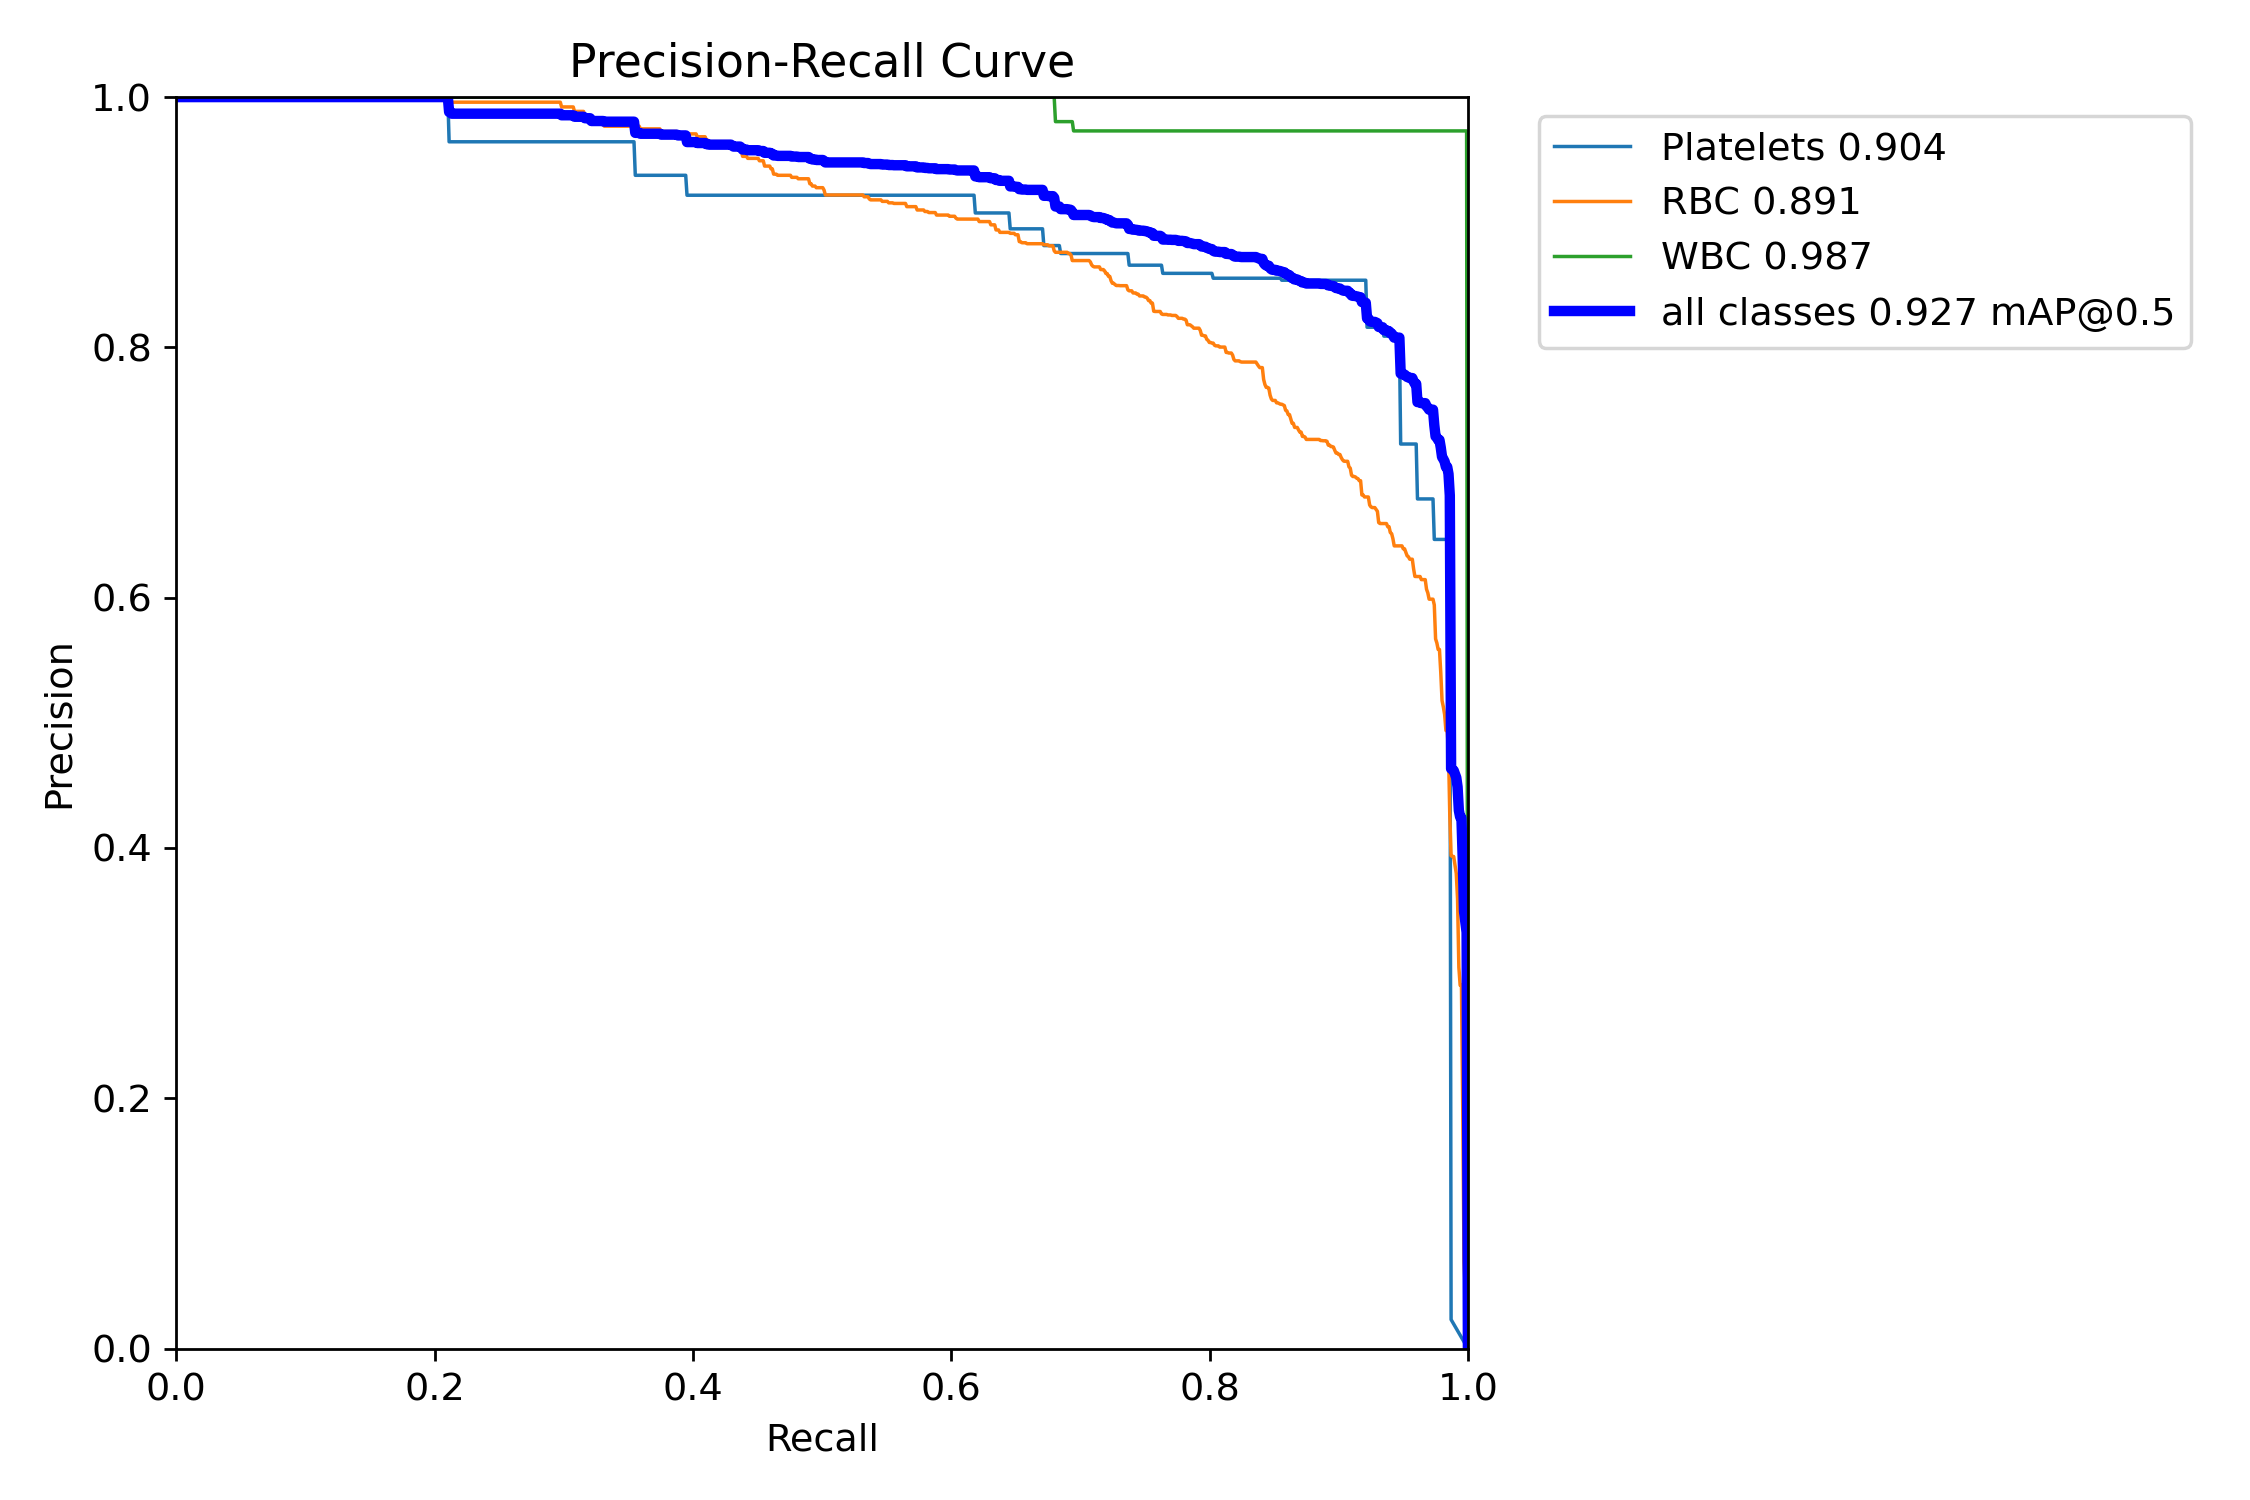 Precision-Recall Curve
1.0
0.8
0.6
0.4
0.2
0.0
Precision
0.0 0.2 0.4 0.6 0.8 1.0
Recall
Platelets 0.904
RBC 0.891
WBC 0.987
all classes 0.927 mAP@0.5